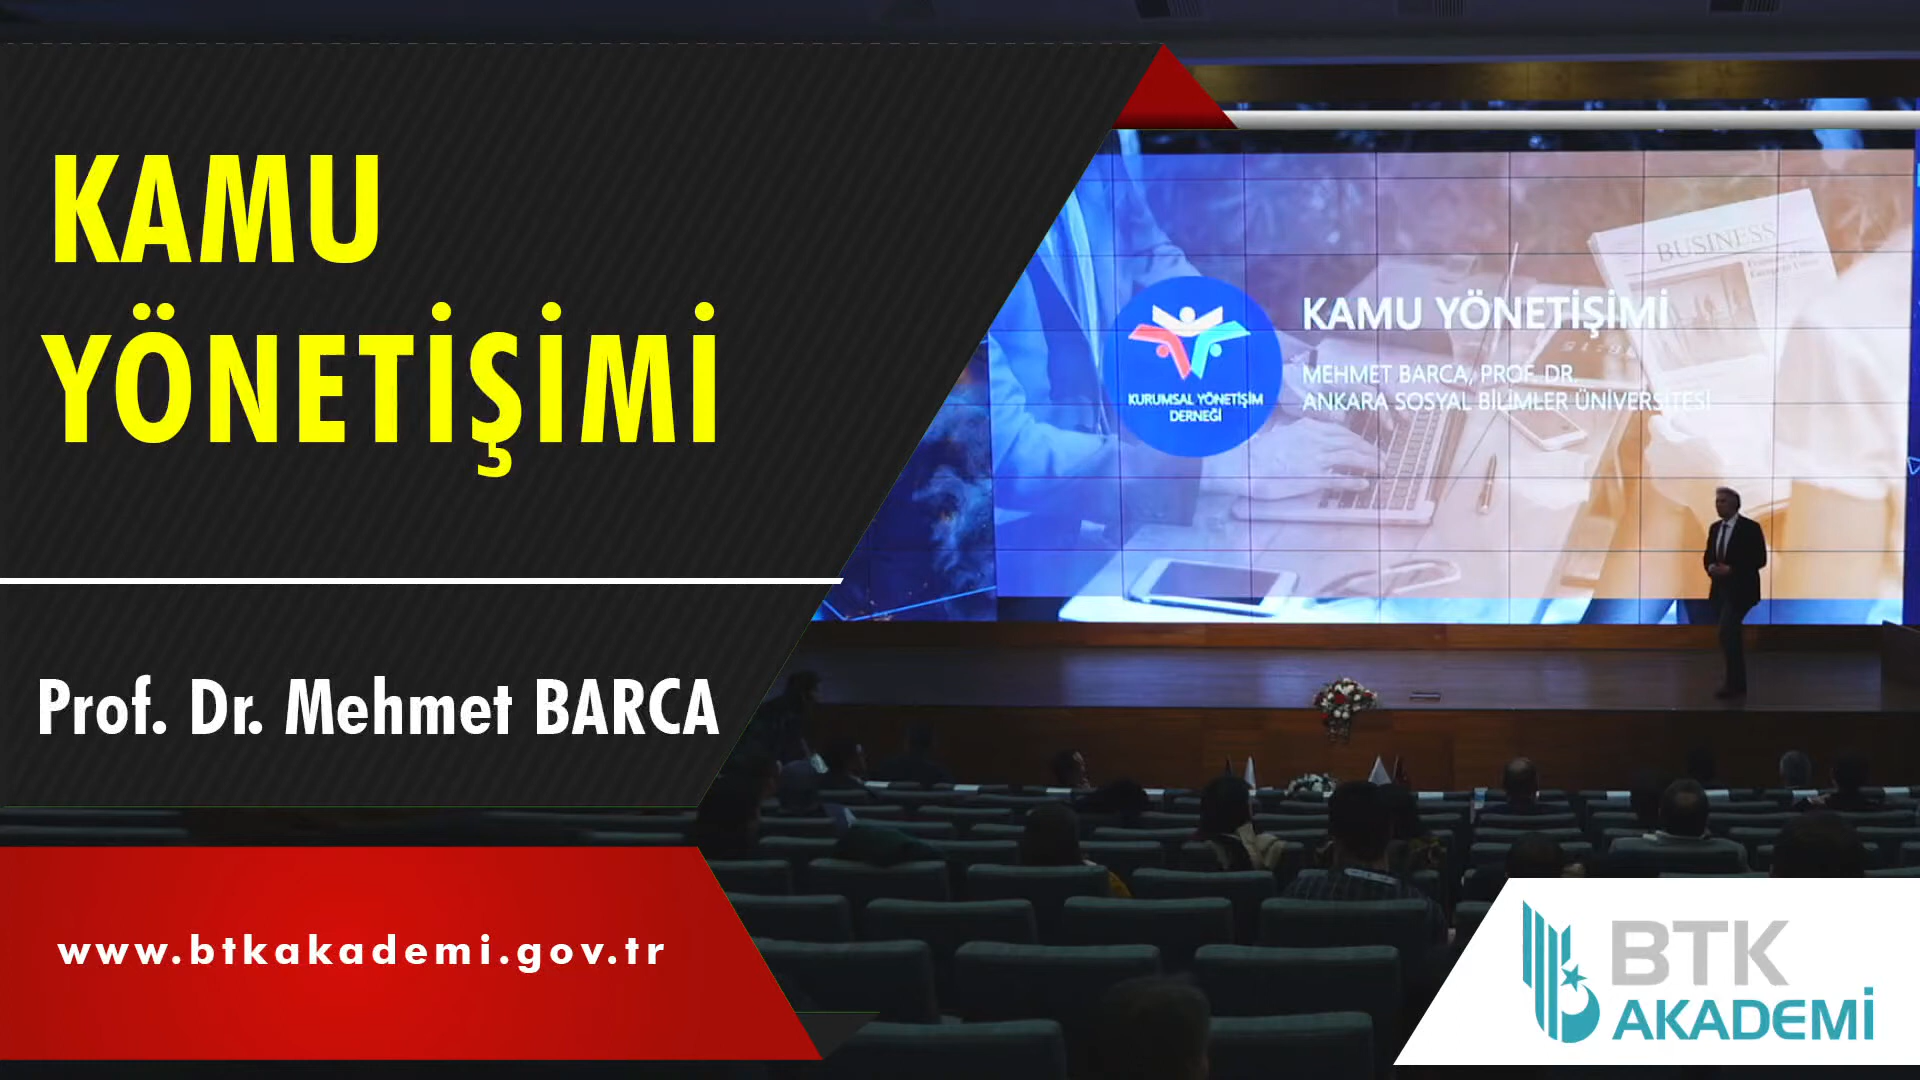 KAMU
YÖNETİŞİMİ
Prof. Dr. Mehmet BARCA
www.btkakademi.gov.tr
BUSINESS
KAMU YÖNETİŞİMİ
MEHMET BARCA, PROF. DR.
ANKARA SOSYAL BİLİMLER ÜNİVERSİTESİ
KURUMSAL YÖNETİŞİM
DERNEĞİ
BTK
AKADEMİ